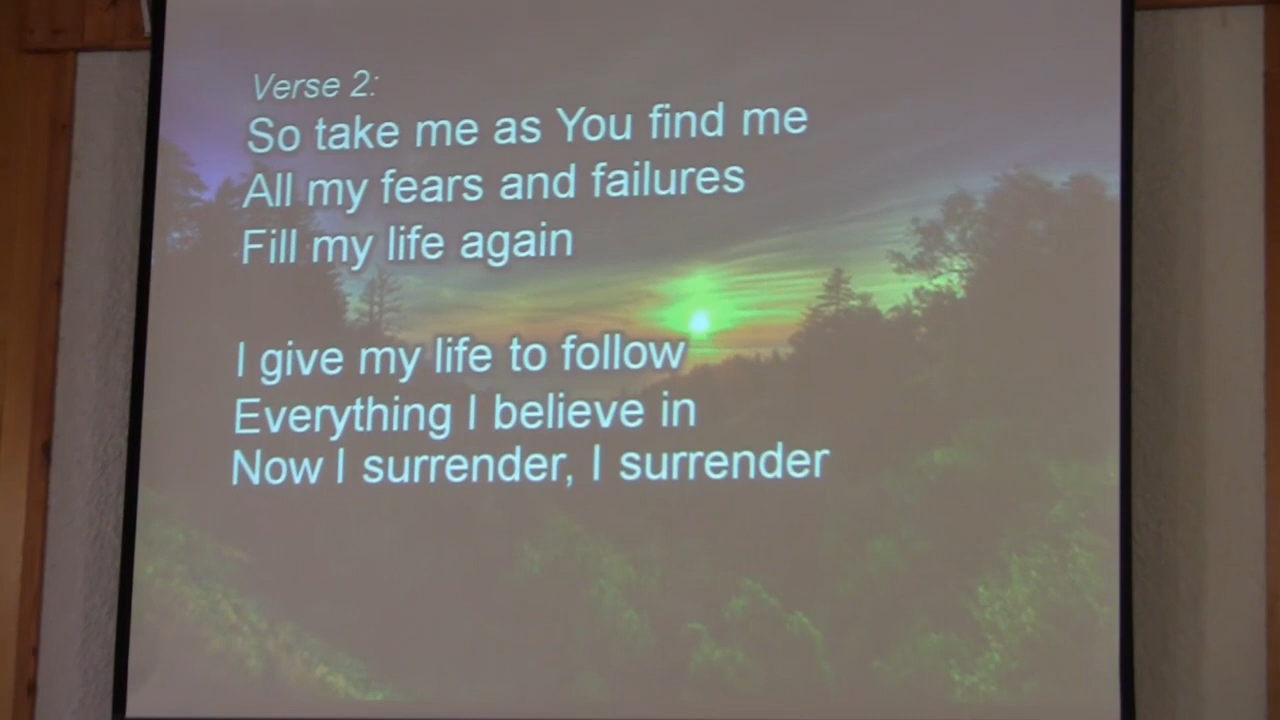 Verse 2:
So take me as You find me
All my fears and failures
Fill my life again
I give my life to follow
Everything I believe in
Now I surrender, I surrender